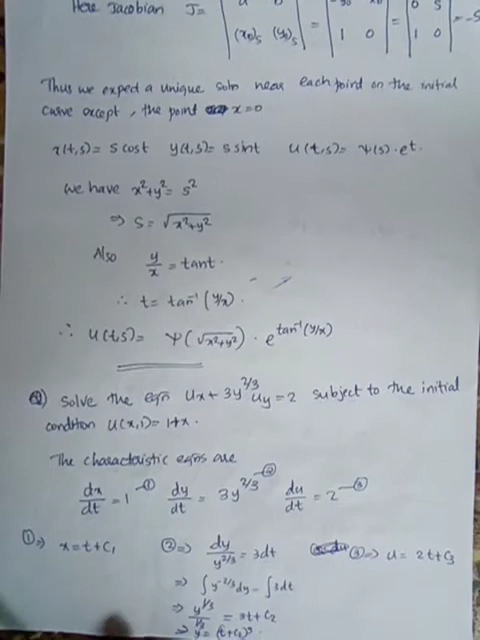 Here Jacobian J = | (x₀)s (y₀)s | = | -y₀ x₀ 1 0 | = | 0 s 1 0 | = -s
Thus we expect a unique soln near each point on the initial
curve except, the point x=0
x(t,s) = s cost y(t,s) = s sint u(t,s) = ψ(s)·et.
we have x²+y² = s²
⇒ s = √x²+y²
Also y/x = tant.
∴ t = tan⁻¹(y/x).
∴ u(t,s) = ψ(√x²+y²) · e^tan⁻¹(y/x)
Q) Solve the eqn ux + 3y^2/3 uy = 2 subject to the initial
condition u(x,1) = 1+x.
The characteristic eqns are
dx/dt = 1 —① dy/dt = 3y^2/3 —② du/dt = 2 —③
①⇒ x = t+C₁ ②⇒ dy/y^2/3 = 3dt ③⇒ u = 2t+C₃
⇒ ∫y^-2/3 dy = ∫3dt
⇒ y^1/3 / 1/3 = 3t+C₂
⇒ y = (t+C₂)³.